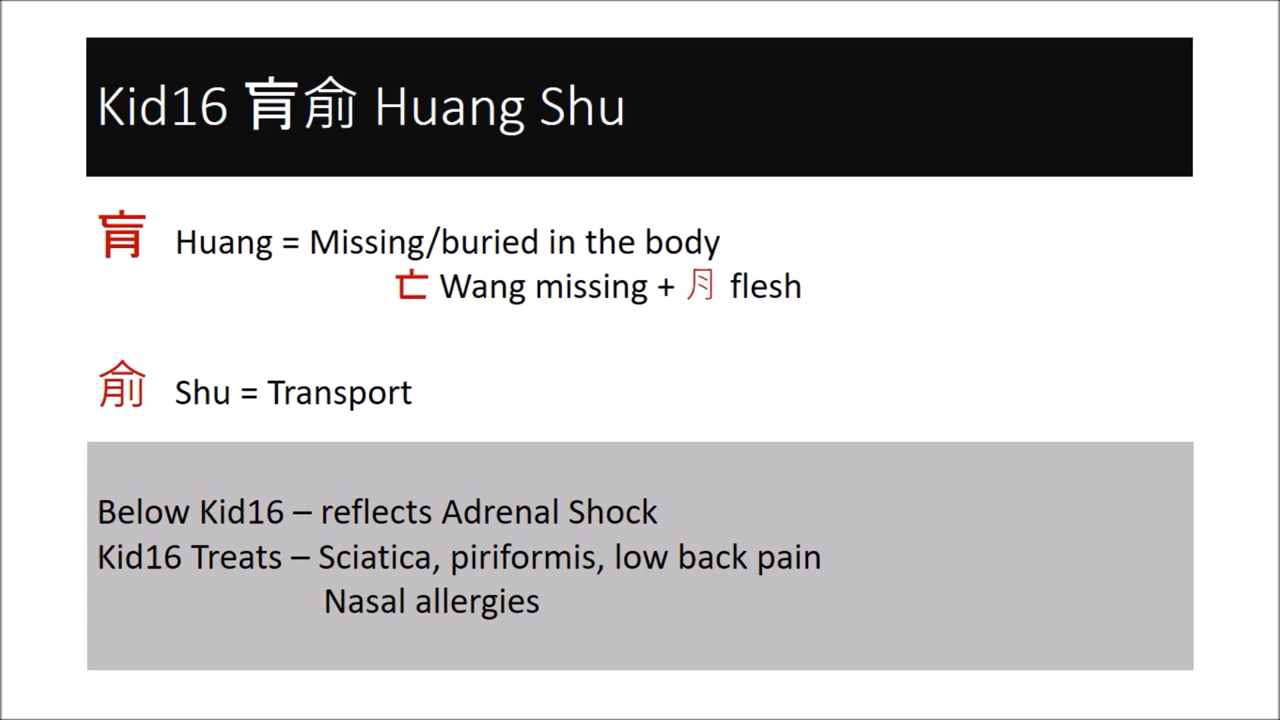 Kid16 肓俞 Huang Shu
肓 Huang = Missing/buried in the body
亡 Wang missing + 月 flesh
俞 Shu = Transport
Below Kid16 – reflects Adrenal Shock
Kid16 Treats – Sciatica, piriformis, low back pain
Nasal allergies